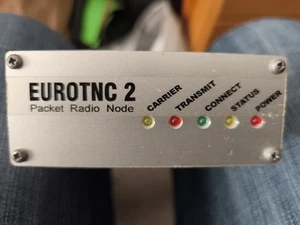 EUROTNC 2
Packet Radio Node
CARRIER
TRANSMIT
CONNECT
STATUS
POWER